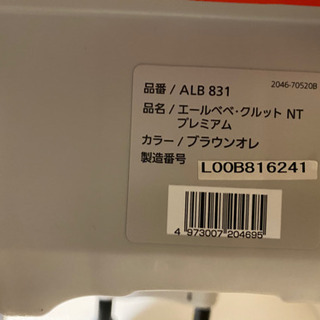 品番 / ALB 831
2046-70520B
品名 / エールベベ・クルット NT
プレミアム
カラー / ブラウンオレ
製造番号 L00B816241
4 973007 204695